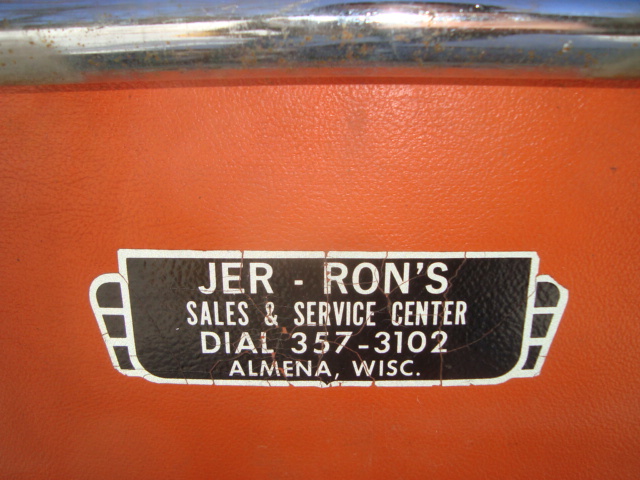 JER - RON'S
SALES & SERVICE CENTER
DIAL 357-3102
ALMENA, WISC.